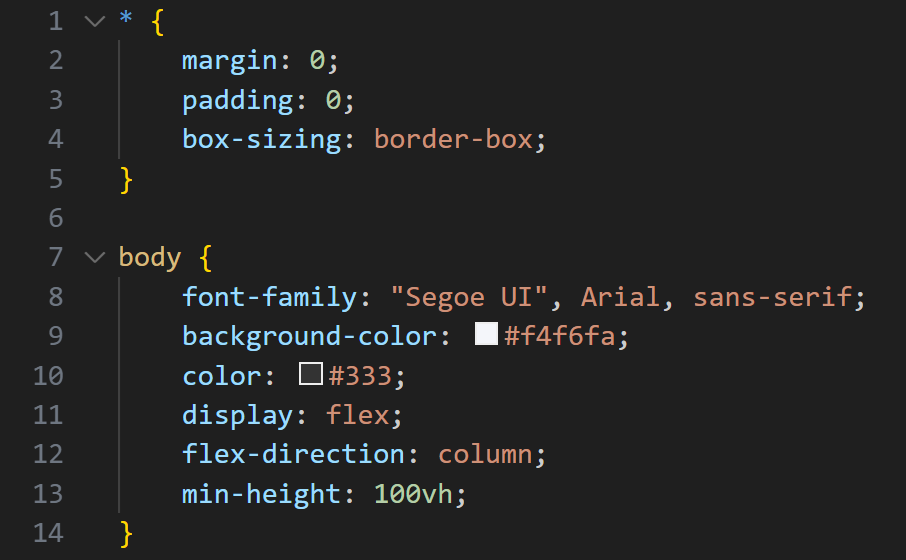 1 * {
2 margin: 0;
3 padding: 0;
4 box-sizing: border-box;
5 }
6
7 body {
8 font-family: "Segoe UI", Arial, sans-serif;
9 background-color: #f4f6fa;
10 color: #333;
11 display: flex;
12 flex-direction: column;
13 min-height: 100vh;
14 }